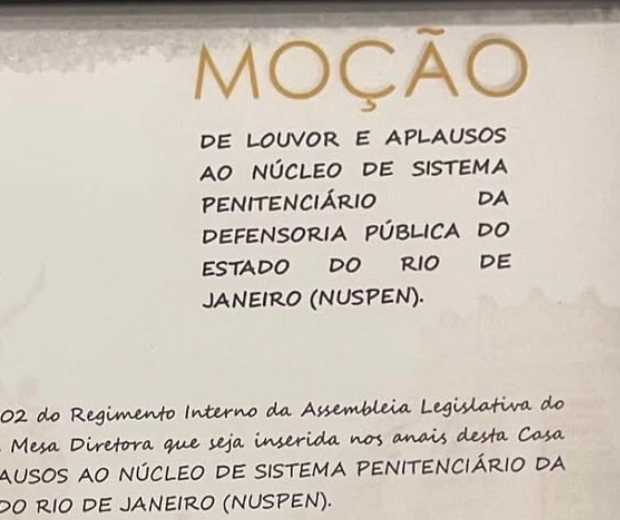 MOÇÃO
DE LOUVOR E APLAUSOS
AO NÚCLEO DE SISTEMA
PENITENCIÁRIO DA
DEFENSORIA PÚBLICA DO
ESTADO DO RIO DE
JANEIRO (NUSPEN).
02 do Regimento Interno da Assembleia Legislativa do
Mesa Diretora que seja inserida nos anais desta Casa
AUSOS AO NÚCLEO DE SISTEMA PENITENCIÁRIO DA
DO RIO DE JANEIRO (NUSPEN).